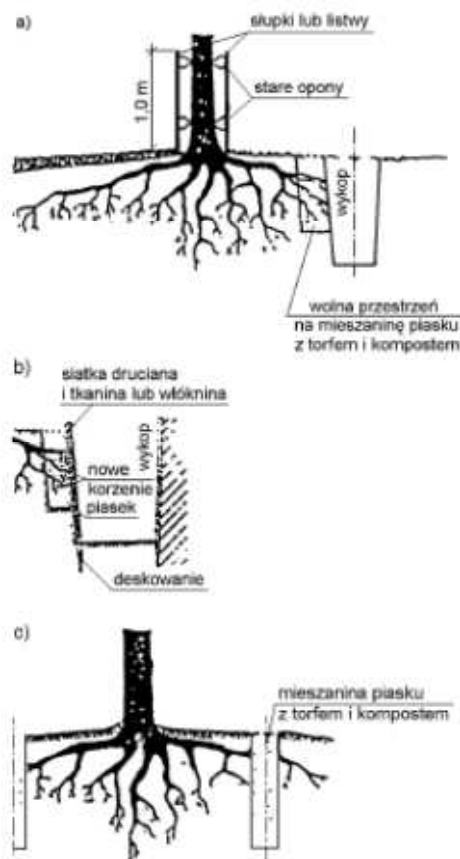 a)
słupki lub listwy
stare opony
1,0 m
wykop
wolna przestrzeń
na mieszaninę piasku
z torfem i kompostem
b)
siatka druciana
i tkanina lub włóknina
wykop
nowe
korzenie
piasek
deskowanie
c)
mieszanina piasku
z torfem i kompostem